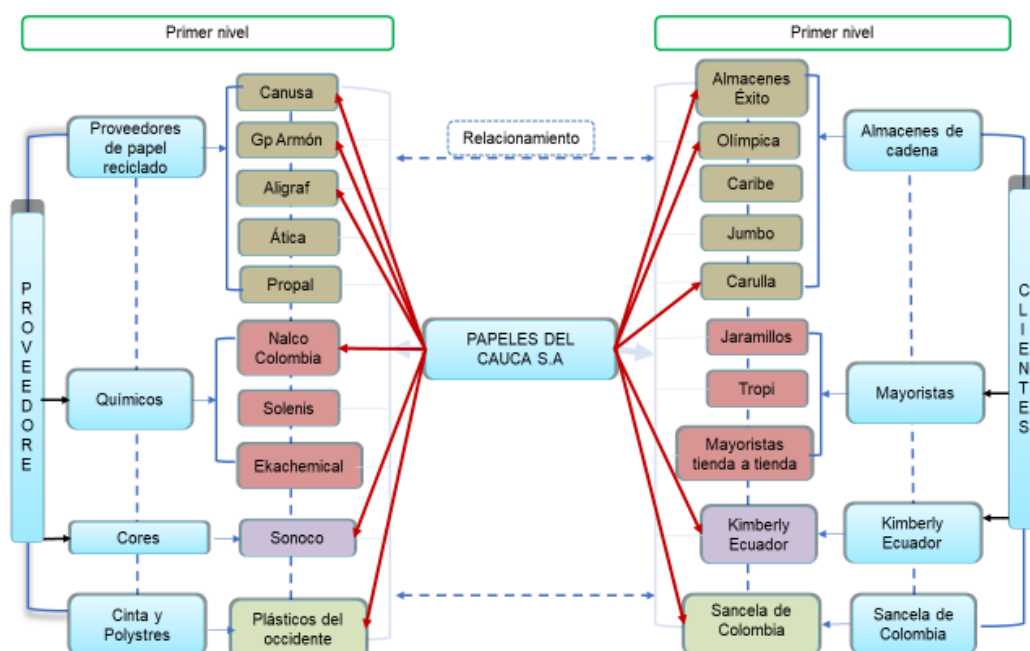 Primer nivel
Primer nivel
Canusa
Gp Armón
Aligraf
Ática
Propal
Proveedores
de papel
reciclado
Nalco
Colombia
Solenis
Ekachemical
Químicos
Cores
Sonoco
Cinta y
Polystres
Plásticos del
occidente
PROVEEDORE
Relacionamiento
PAPELES DEL
CAUCA S.A
Almacenes
Éxito
Olímpica
Caribe
Jumbo
Carulla
Almacenes de
cadena
Jaramillos
Tropi
Mayoristas
tienda a tienda
Mayoristas
Kimberly
Ecuador
Kimberly
Ecuador
Sancela de
Colombia
Sancela de
Colombia
CLIENTES